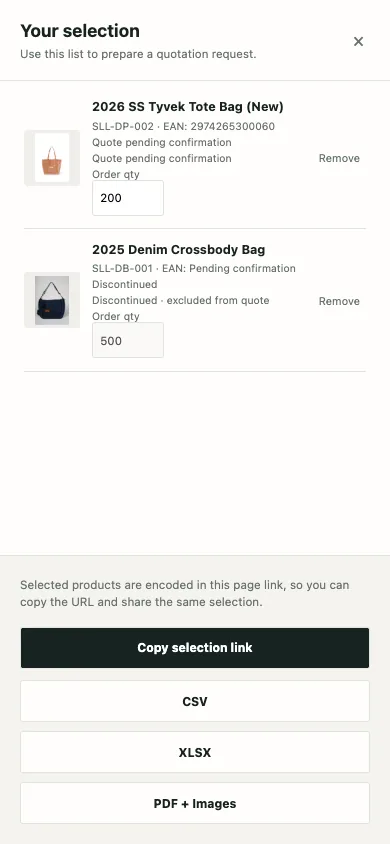 Your selection
Use this list to prepare a quotation request.
×
2026 SS Tyvek Tote Bag (New)
SLL-DP-002 · EAN: 2974265300060
Quote pending confirmation
Quote pending confirmation
Remove
Order qty
200
2025 Denim Crossbody Bag
SLL-DB-001 · EAN: Pending confirmation
Discontinued
Discontinued · excluded from quote
Remove
Order qty
500
Selected products are encoded in this page link, so you can
copy the URL and share the same selection.
Copy selection link
CSV
XLSX
PDF + Images